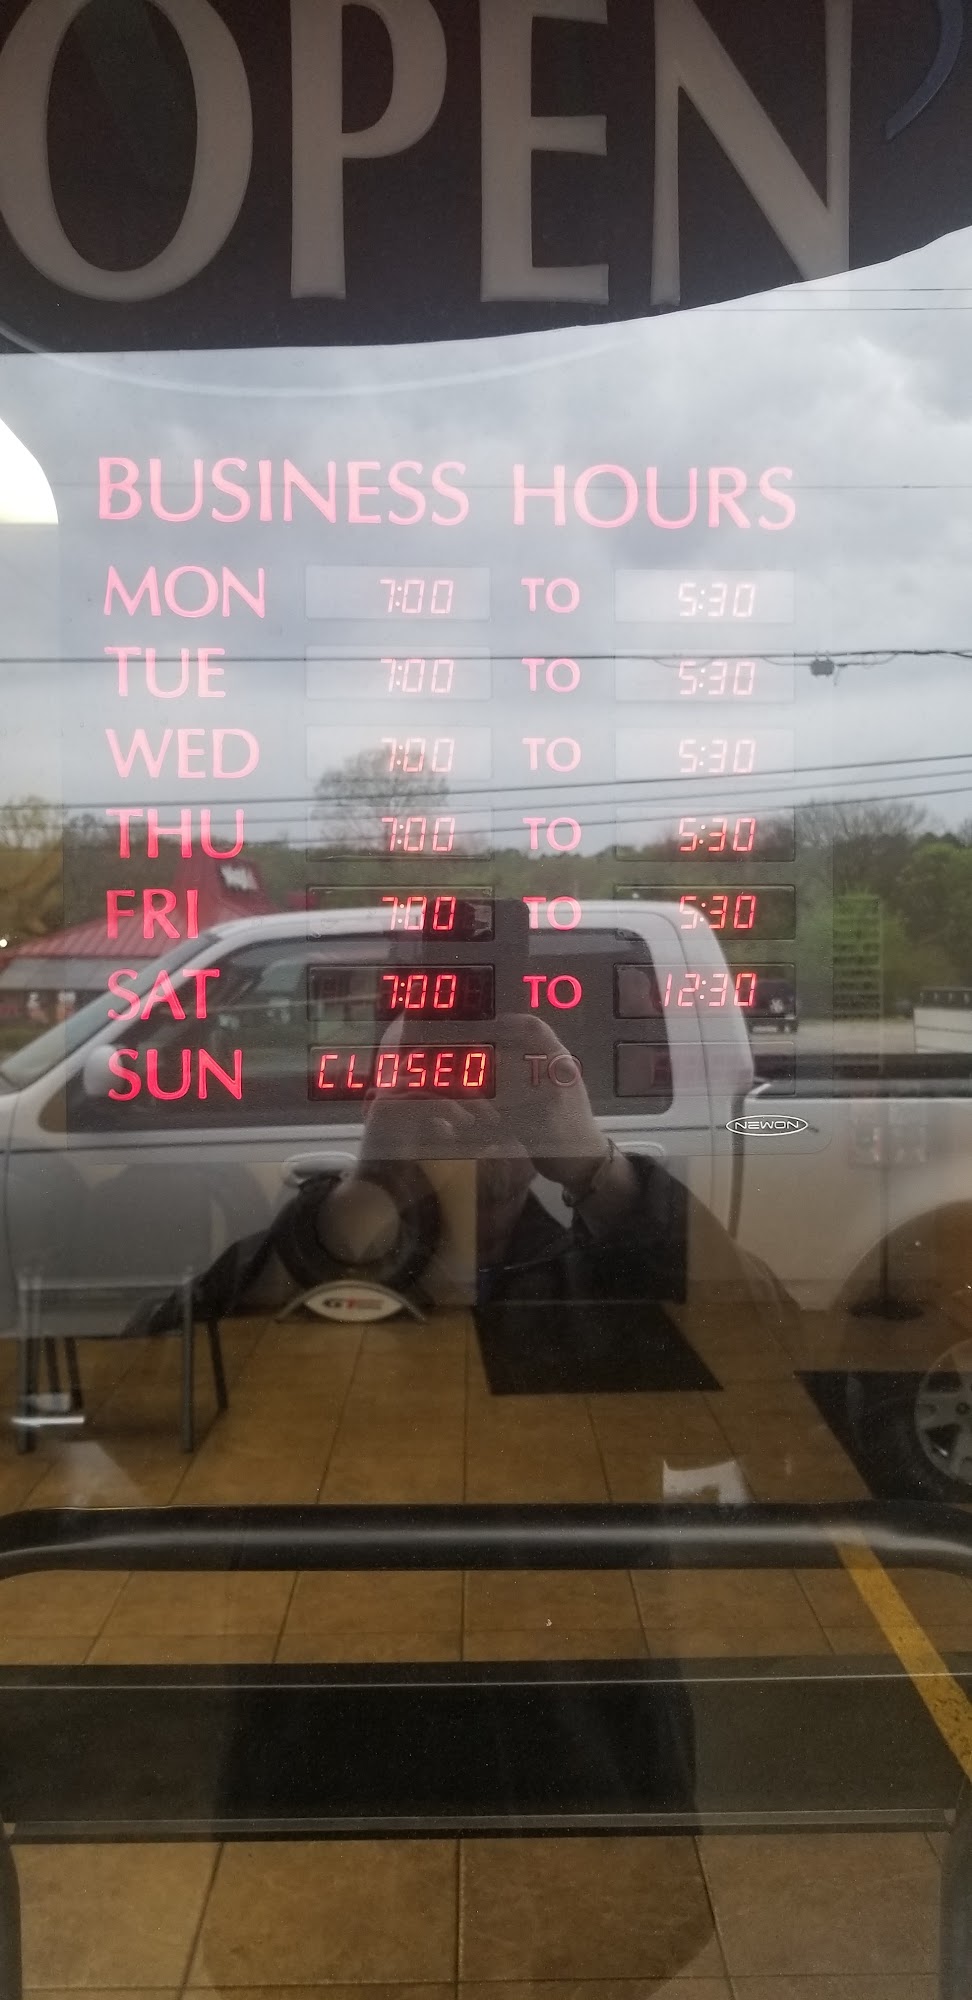 OPEN
BUSINESS HOURS
MON 7:00 TO 5:30
TUE 7:00 TO 5:30
WED 7:00 TO 5:30
THU 7:00 TO 5:30
FRI 7:00 TO 5:30
SAT 7:00 TO 12:30
SUN CLOSED TO
NEWON